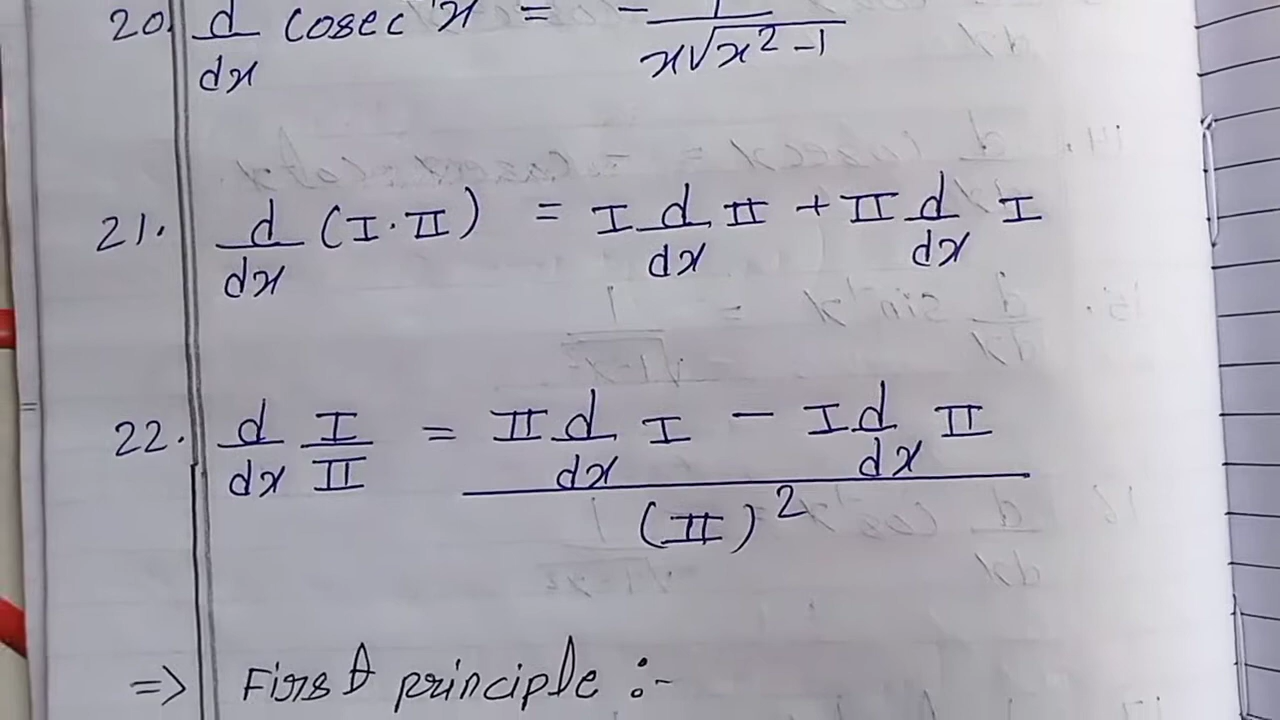 20. d/dx cosec⁻¹x = - 1/(x√(x²-1))
21. d/dx (I·II) = I d/dx II + II d/dx I
22. d/dx I/II = (II d/dx I - I d/dx II)/(II)²
=> First principle :-